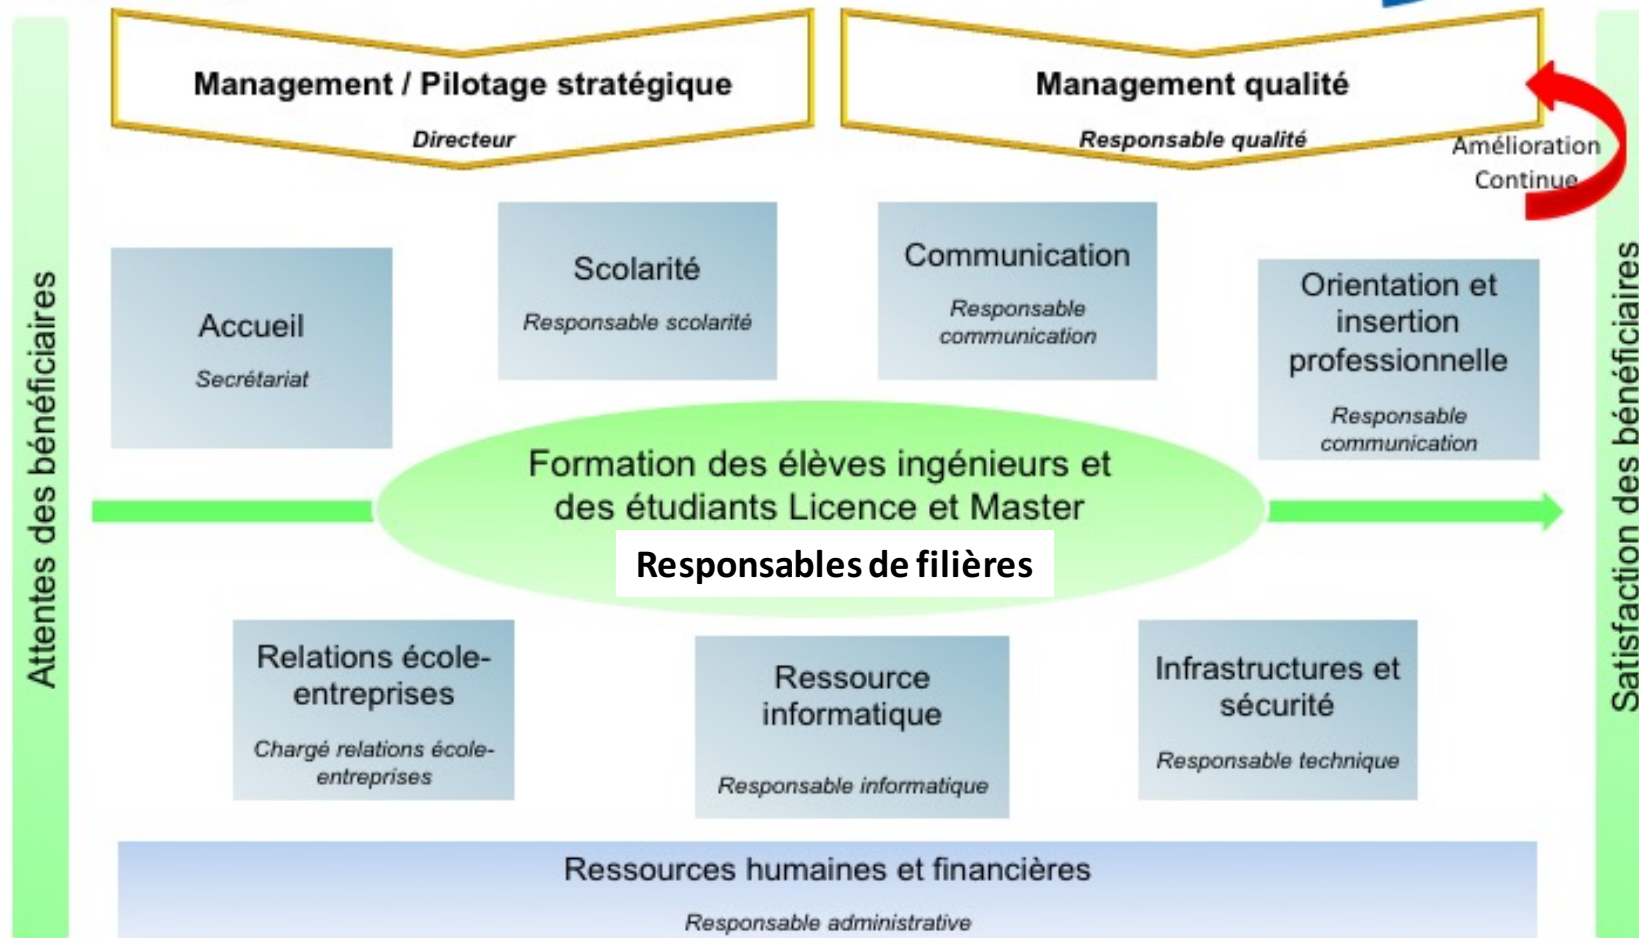 Management / Pilotage stratégique
Directeur
Management qualité
Responsable qualité
Amélioration
Continue
Attentes des bénéficiaires
Accueil
Secrétariat
Scolarité
Responsable scolarité
Communication
Responsable
communication
Orientation et
insertion
professionnelle
Responsable
communication
Formation des élèves ingénieurs et
des étudiants Licence et Master
Responsables de filières
Relations école-
entreprises
Chargé relations école-
entreprises
Ressource
informatique
Responsable informatique
Infrastructures et
sécurité
Responsable technique
Ressources humaines et financières
Responsable administrative
Satisfaction des bénéficiaires